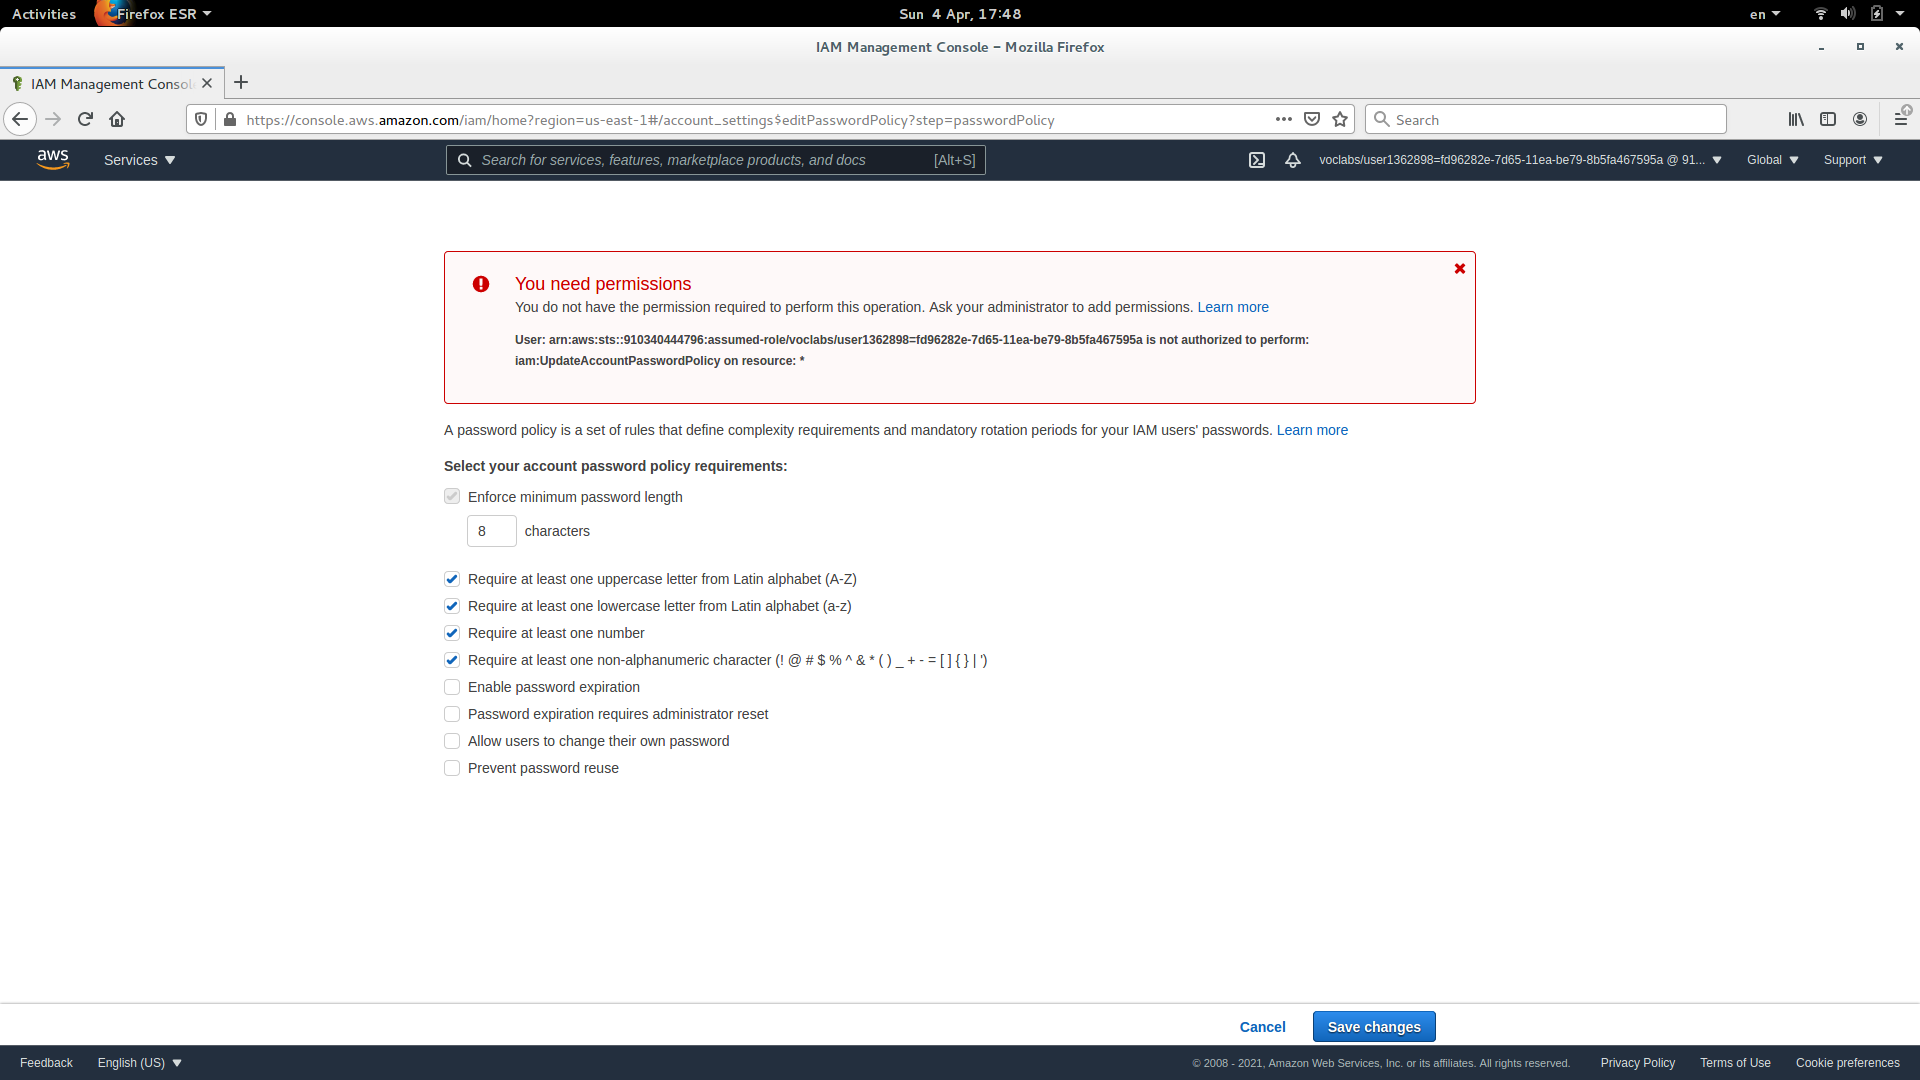 Activities Firefox ESR Sun 4 Apr, 17:48 en
IAM Management Console - Mozilla Firefox
IAM Management Consol
https://console.aws.amazon.com/iam/home?region=us-east-1#/account_settings$editPasswordPolicy?step=passwordPolicy Search
aws Services Search for services, features, marketplace products, and docs [Alt+S] voclabs/user1362898=fd96282e-7d65-11ea-be79-8b5fa467595a @ 91... Global Support
You need permissions
You do not have the permission required to perform this operation. Ask your administrator to add permissions. Learn more
User: arn:aws:sts::910340444796:assumed-role/voclabs/user1362898=fd96282e-7d65-11ea-be79-8b5fa467595a is not authorized to perform:
iam:UpdateAccountPasswordPolicy on resource: *
A password policy is a set of rules that define complexity requirements and mandatory rotation periods for your IAM users' passwords. Learn more
Select your account password policy requirements:
Enforce minimum password length
8 characters
Require at least one uppercase letter from Latin alphabet (A-Z)
Require at least one lowercase letter from Latin alphabet (a-z)
Require at least one number
Require at least one non-alphanumeric character (! @ # $ % ^ & * ( ) _ + - = [ ] { } | ')
Enable password expiration
Password expiration requires administrator reset
Allow users to change their own password
Prevent password reuse
Cancel Save changes
Feedback English (US) © 2008 - 2021, Amazon Web Services, Inc. or its affiliates. All rights reserved. Privacy Policy Terms of Use Cookie preferences